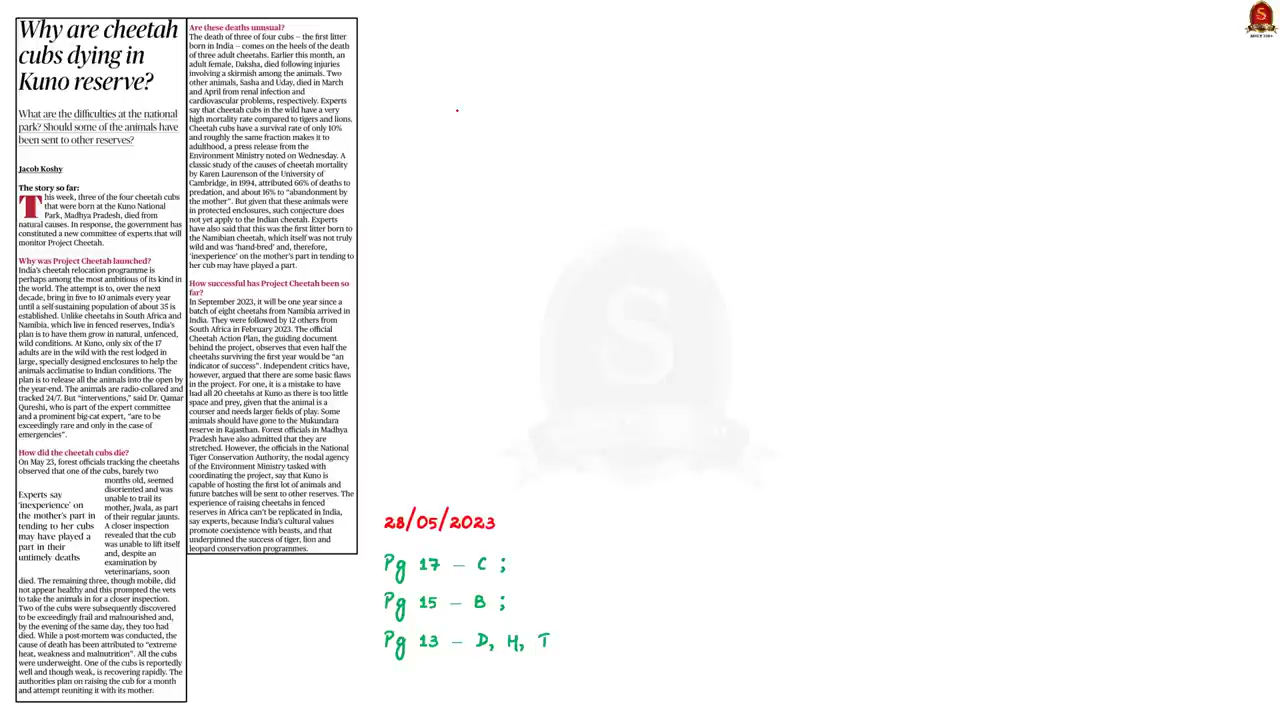 Why are cheetah
cubs dying in
Kuno reserve?
What are the difficulties at the national
park? Should some of the animals have
been sent to other reserves?
Jacob Koshy
The story so far:
This week, three of the four cheetah cubs
that were born at the Kuno National
Park, Madhya Pradesh, died from
natural causes. In response, the government has
constituted a new committee of experts that will
monitor Project Cheetah.
Why was Project Cheetah launched?
India's cheetah relocation programme is
perhaps among the most ambitious of its kind in
the world. The attempt is to, over the next
decade, bring in five to 10 animals every year
until a self-sustaining population of about 35 is
established. Unlike cheetahs in South Africa and
Namibia, which live in fenced reserves, India's
plan is to have them grow in natural, unfenced,
wild conditions. At Kuno, only six of the 17
adults are in the wild with the rest lodged in
large, specially designed enclosures to help the
animals acclimatise to Indian conditions. The
plan is to release all the animals into the open by
the year-end. The animals are radio-collared and
tracked 24/7. But "interventions," said Dr. Qamar
Qureshi, who is part of the expert committee
and a prominent big-cat expert, "are to be
exceedingly rare and only in the case of
emergencies".
How did the cheetah cubs die?
On May 23, forest officials tracking the cheetahs
observed that one of the cubs, barely two
months old, seemed
disoriented and was
unable to trail its
mother, Jwala, as part
of their regular jaunts.
A closer inspection
revealed that the cub
was unable to lift itself
and, despite an
examination by
veterinarians, soon
Experts say
'inexperience' on
the mother's part in
tending to her cubs
may have played a
part in their
untimely deaths
died. The remaining three, though mobile, did
not appear healthy and this prompted the vets
to take the animals in for a closer inspection.
Two of the cubs were subsequently discovered
to be exceedingly frail and malnourished and,
by the evening of the same day, they too had
died. While a post-mortem was conducted, the
cause of death has been attributed to "extreme
heat, weakness and malnutrition". All the cubs
were underweight. One of the cubs is reportedly
well and though weak, is recovering rapidly. The
authorities plan on raising the cub for a month
and attempt reuniting it with its mother.
Are these deaths unusual?
The death of three of four cubs – the first litter
born in India – comes on the heels of the death
of three adult cheetahs. Earlier this month, an
adult female, Daksha, died following injuries
involving a skirmish among the animals. Two
other animals, Sasha and Uday, died in March
and April from renal infection and
cardiovascular problems, respectively. Experts
say that cheetah cubs in the wild have a very
high mortality rate compared to tigers and lions.
Cheetah cubs have a survival rate of only 10%
and roughly the same fraction makes it to
adulthood, a press release from the
Environment Ministry noted on Wednesday. A
classic study of the causes of cheetah mortality
by Karen Laurenson of the University of
Cambridge, in 1994, attributed 66% of deaths to
predation, and about 16% to "abandonment by
the mother". But given that these animals were
in protected enclosures, such conjecture does
not yet apply to the Indian cheetah. Experts
have also said that this was the first litter born to
the Namibian cheetah, which itself was not truly
wild and was 'hand-bred' and, therefore,
'inexperience' on the mother's part in tending to
her cub may have played a part.
How successful has Project Cheetah been so
far?
In September 2023, it will be one year since a
batch of eight cheetahs from Namibia arrived in
India. They were followed by 12 others from
South Africa in February 2023. The official
Cheetah Action Plan, the guiding document
behind the project, observes that even half the
cheetahs surviving the first year would be "an
indicator of success". Independent critics have,
however, argued that there are some basic flaws
in the project. For one, it is a mistake to have
had all 20 cheetahs at Kuno as there is too little
space and prey, given that the animal is a
courser and needs larger fields of play. Some
animals should have gone to the Mukundara
reserve in Rajasthan. Forest officials in Madhya
Pradesh have also admitted that they are
stretched. However, the officials in the National
Tiger Conservation Authority, the nodal agency
of the Environment Ministry tasked with
coordinating the project, say that Kuno is
capable of hosting the first lot of animals and
future batches will be sent to other reserves. The
experience of raising cheetahs in fenced
reserves in Africa can't be replicated in India,
say experts, because India's cultural values
promote coexistence with beasts, and that
underpinned the success of tiger, lion and
leopard conservation programmes.
28/05/2023
Pg 17 – C ;
Pg 15 – B ;
Pg 13 – D, H, T
S
SINCE 2004
S